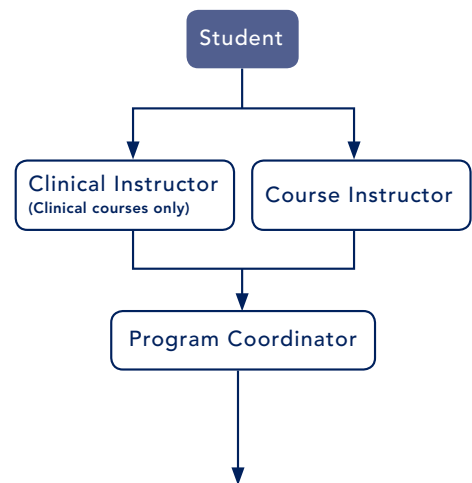 Student
Clinical Instructor
(Clinical courses only)
Course Instructor
Program Coordinator